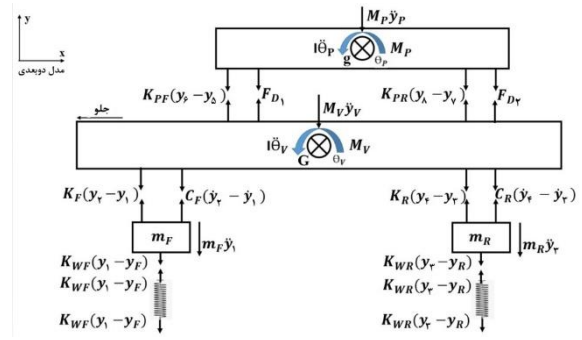 y
x
مدل دوبعدی
M_P ÿ_P
Iθ̈_P g θ_P M_P
K_PF(y_۶ − y_۵) F_D۱ K_PR(y_۸ − y_۷) F_D۲
جلو
M_V ÿ_V
Iθ̈_V G θ_V M_V
K_F(y_۲ − y_۱) C_F(ẏ_۲ − ẏ_۱) K_R(y_۴ − y_۳) C_R(ẏ_۴ − ẏ_۳)
m_F m_F ÿ_۱ m_R m_R ÿ_۳
K_WF(y_۱ − y_F) K_WR(y_۳ − y_R)
K_WF(y_۱ − y_F) K_WR(y_۳ − y_R)
K_WF(y_۱ − y_F) K_WR(y_۳ − y_R)